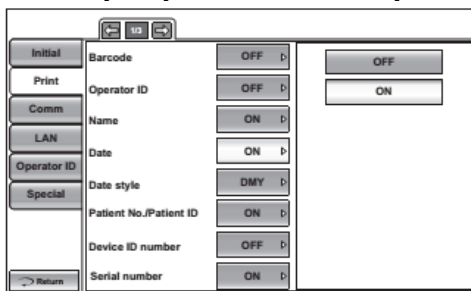 1/3
Initial
Print
Comm
LAN
Operator ID
Special
Return
Barcode OFF
Operator ID OFF
Name ON
Date ON
Date style DMY
Patient No./Patient ID ON
Device ID number OFF
Serial number ON
OFF
ON